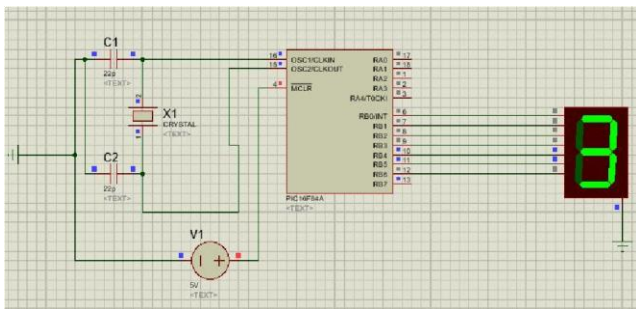 C1
22p
<TEXT>
X1
CRYSTAL
<TEXT>
C2
22p
<TEXT>
V1
5V
<TEXT>
16 OSC1/CLKIN
15 OSC2/CLKOUT
4 MCLR
RA0 17
RA1 18
RA2 1
RA3 2
RA4/T0CKI 3
RB0/INT 6
RB1 7
RB2 8
RB3 9
RB4 10
RB5 11
RB6 12
RB7 13
PIC16F84A
<TEXT>
3